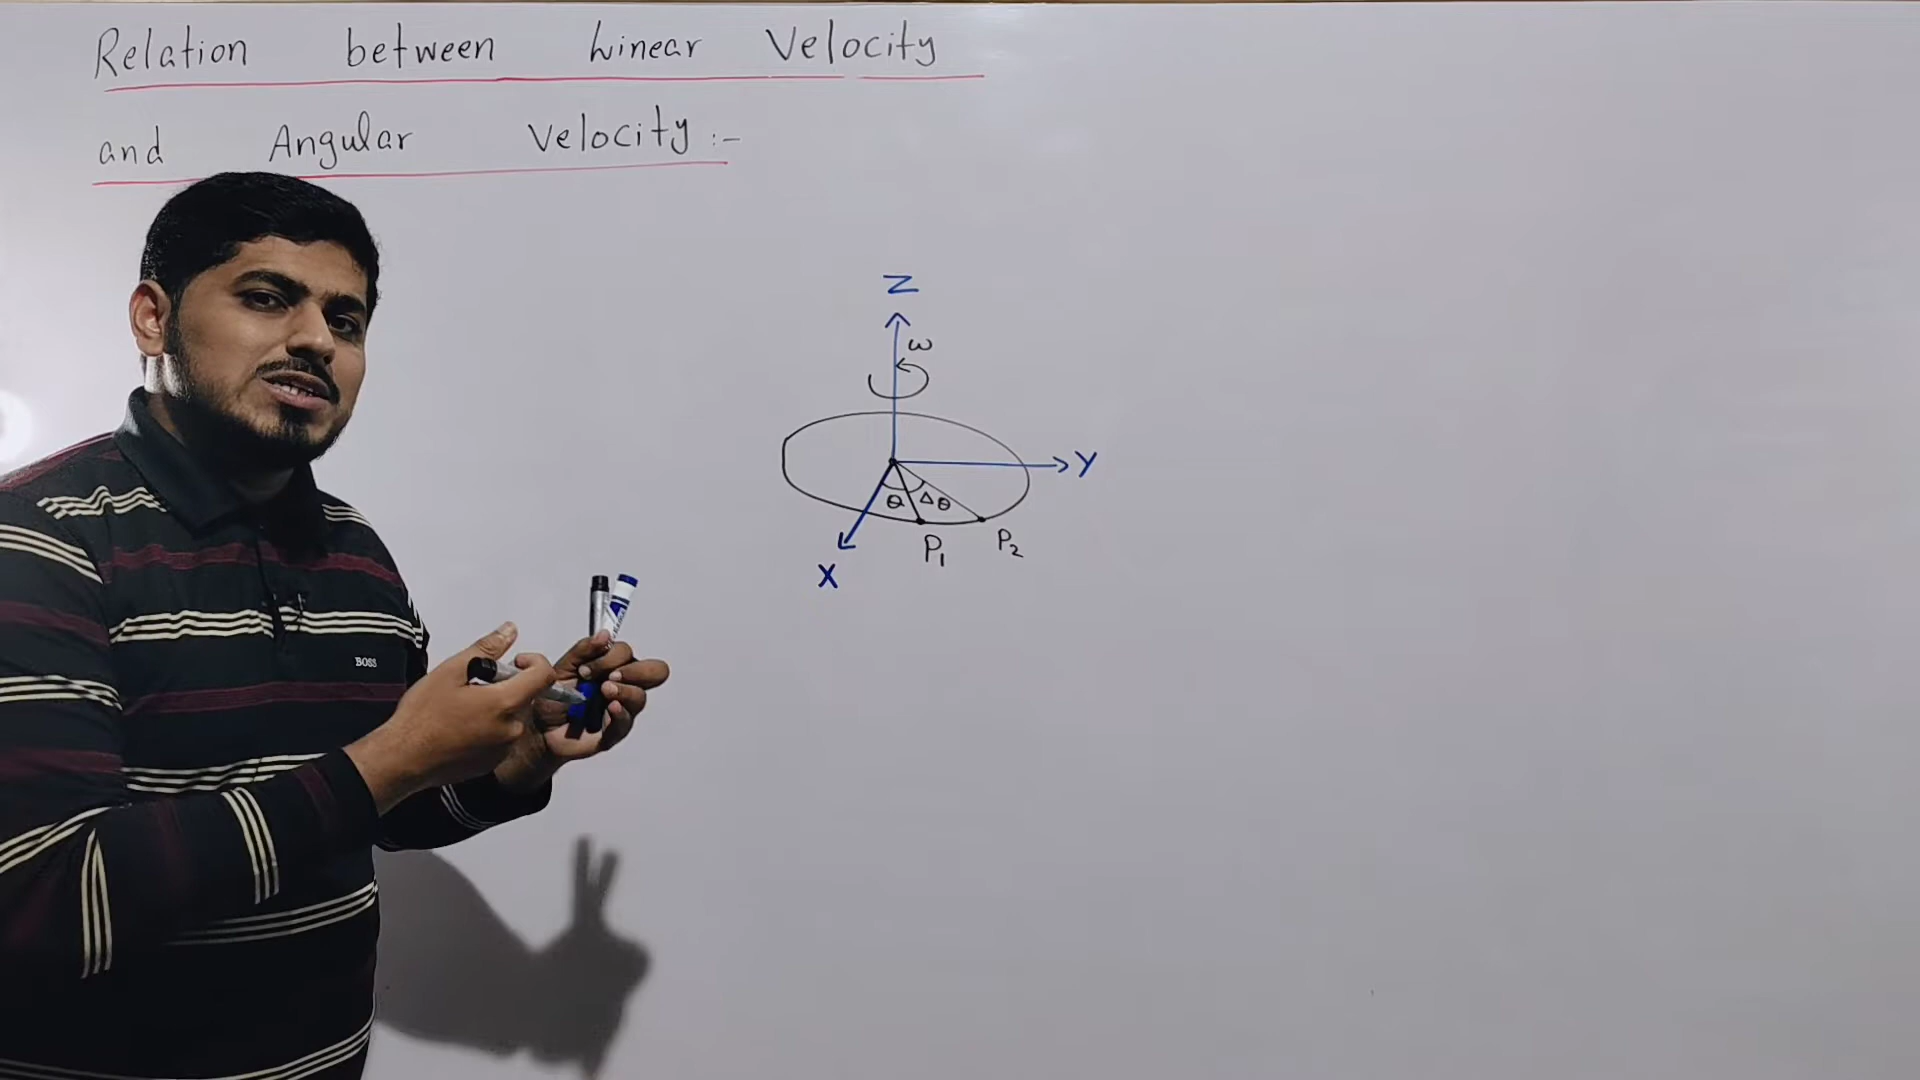 Relation between Linear Velocity
and Angular Velocity :-
Z
ω
Y
θ Δθ
P₁ P₂
X
BOSS